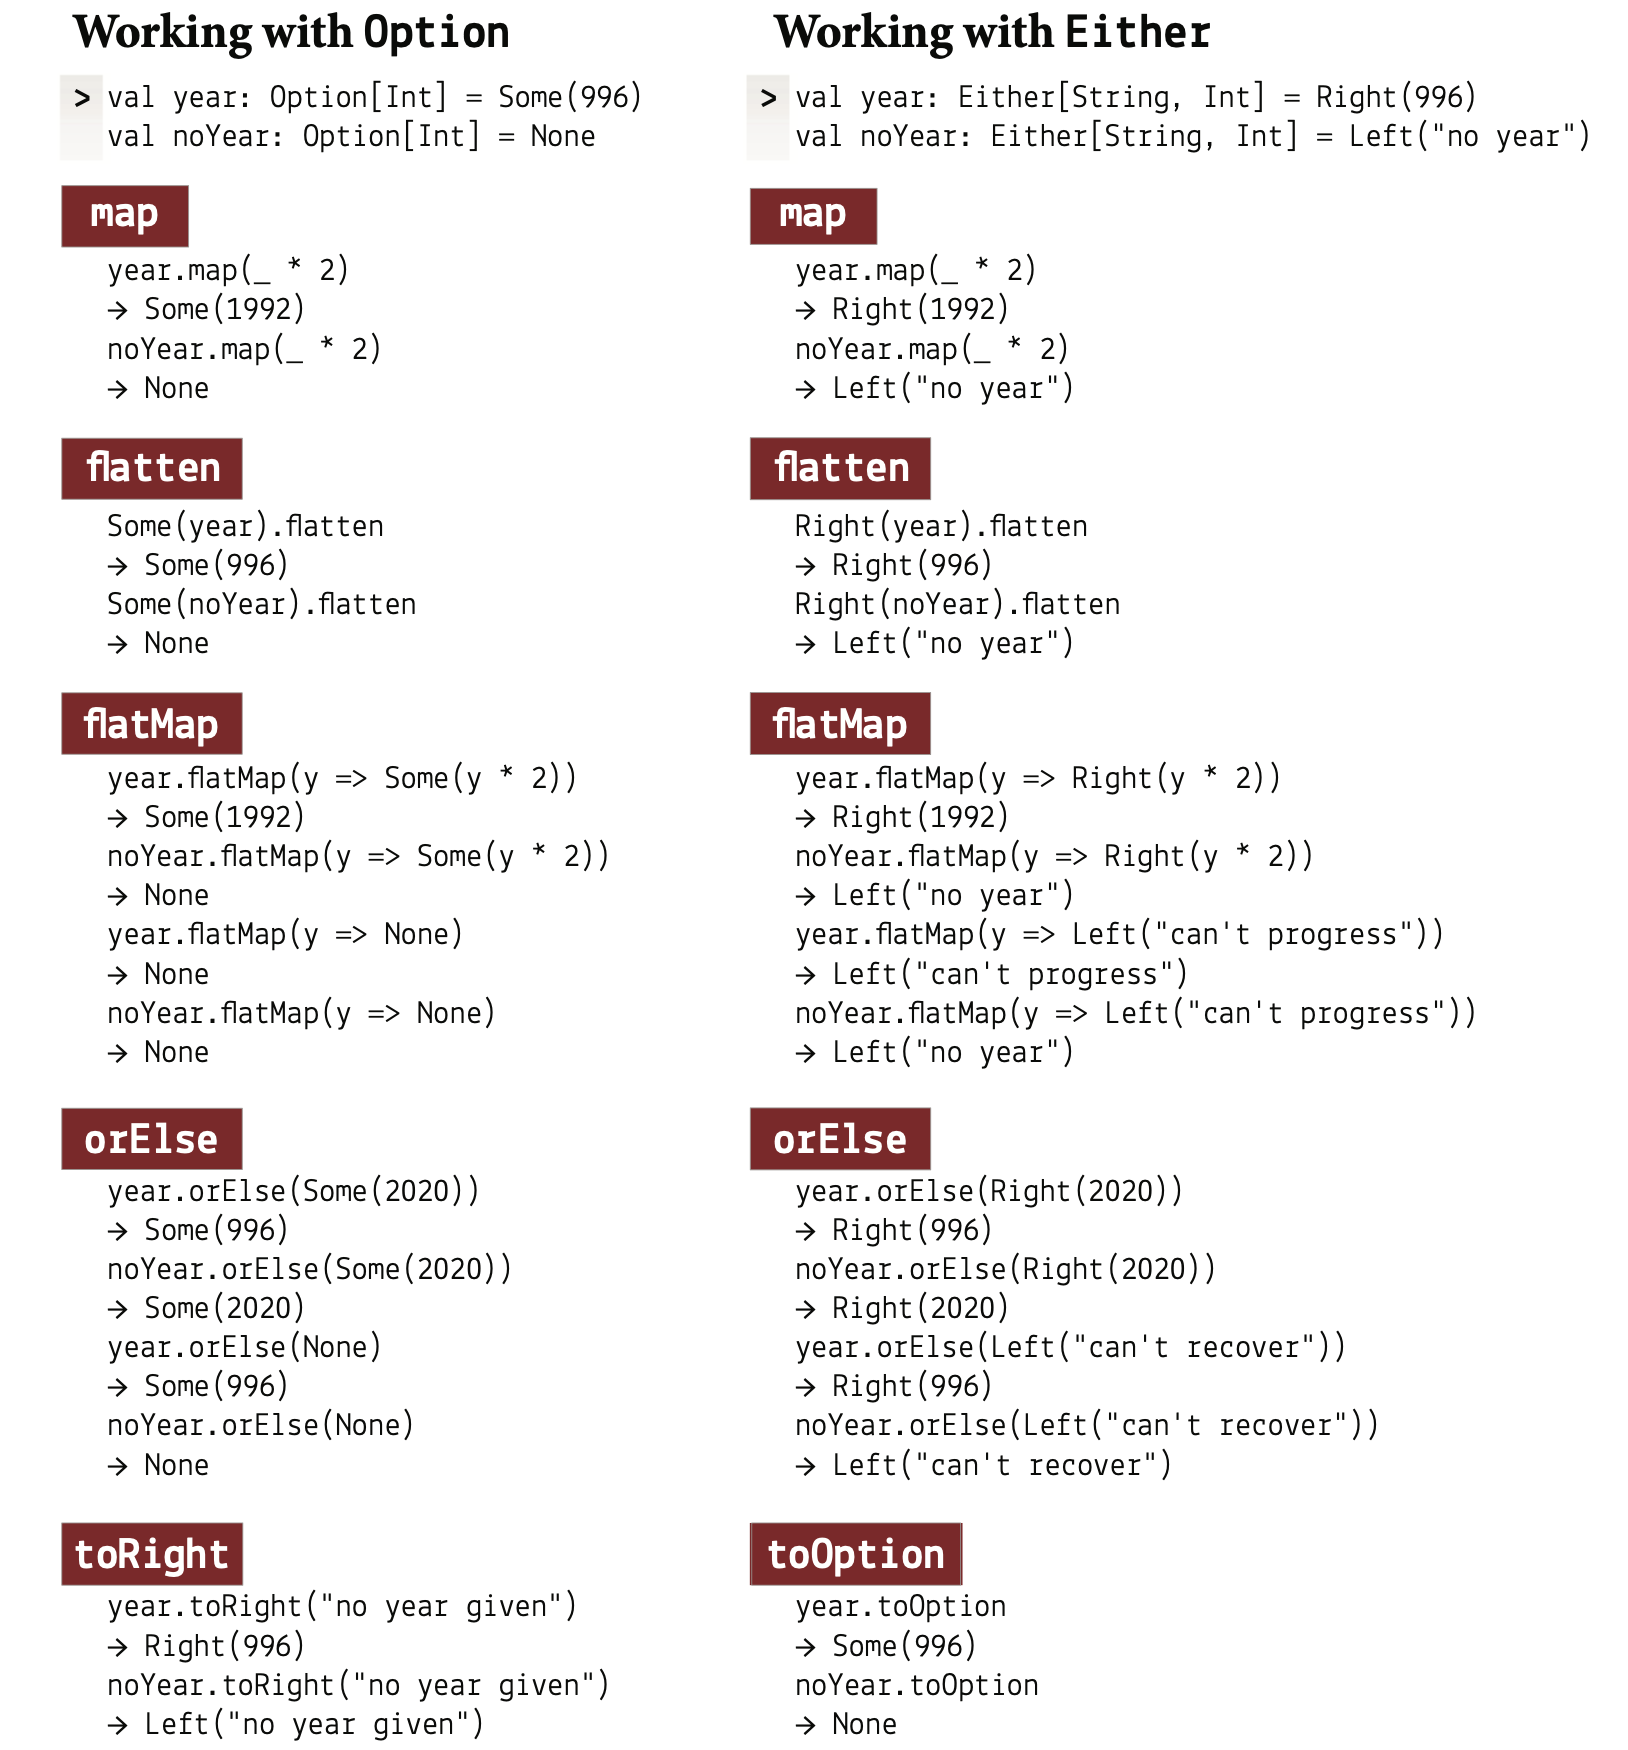 Working with Option
> val year: Option[Int] = Some(996)
val noYear: Option[Int] = None
map
year.map(_ * 2)
→ Some(1992)
noYear.map(_ * 2)
→ None
flatten
Some(year).flatten
→ Some(996)
Some(noYear).flatten
→ None
flatMap
year.flatMap(y => Some(y * 2))
→ Some(1992)
noYear.flatMap(y => Some(y * 2))
→ None
year.flatMap(y => None)
→ None
noYear.flatMap(y => None)
→ None
orElse
year.orElse(Some(2020))
→ Some(996)
noYear.orElse(Some(2020))
→ Some(2020)
year.orElse(None)
→ Some(996)
noYear.orElse(None)
→ None
toRight
year.toRight("no year given")
→ Right(996)
noYear.toRight("no year given")
→ Left("no year given")
Working with Either
> val year: Either[String, Int] = Right(996)
val noYear: Either[String, Int] = Left("no year")
map
year.map(_ * 2)
→ Right(1992)
noYear.map(_ * 2)
→ Left("no year")
flatten
Right(year).flatten
→ Right(996)
Right(noYear).flatten
→ Left("no year")
flatMap
year.flatMap(y => Right(y * 2))
→ Right(1992)
noYear.flatMap(y => Right(y * 2))
→ Left("no year")
year.flatMap(y => Left("can't progress"))
→ Left("can't progress")
noYear.flatMap(y => Left("can't progress"))
→ Left("no year")
orElse
year.orElse(Right(2020))
→ Right(996)
noYear.orElse(Right(2020))
→ Right(2020)
year.orElse(Left("can't recover"))
→ Right(996)
noYear.orElse(Left("can't recover"))
→ Left("can't recover")
toOption
year.toOption
→ Some(996)
noYear.toOption
→ None